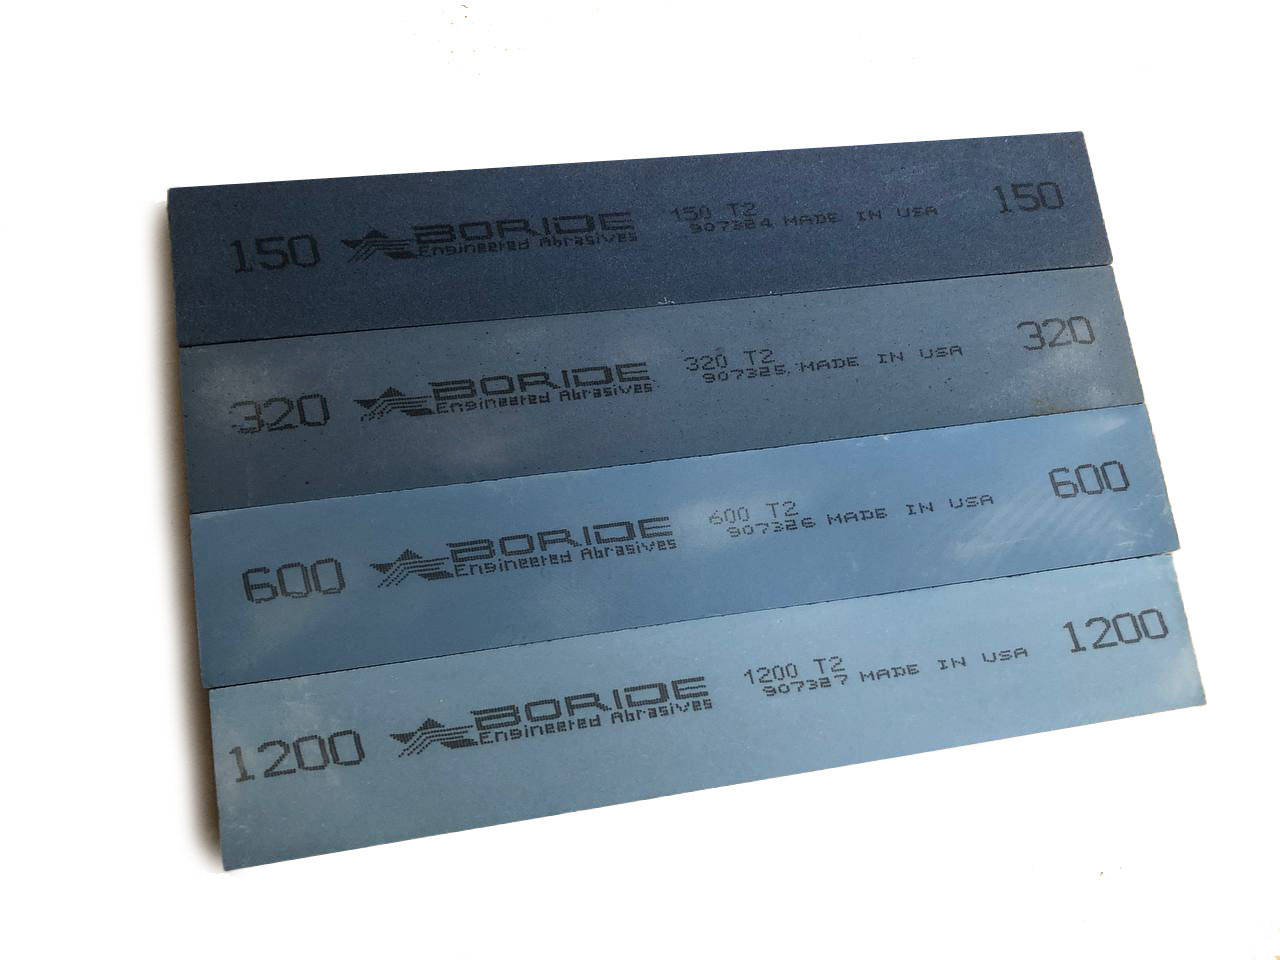 150 BORIDE 150 T2 150
Engineered Abrasives 907324 MADE IN USA
320 BORIDE 320 T2 320
Engineered Abrasives 907325 MADE IN USA
600 BORIDE 600 T2 600
Engineered Abrasives 907326 MADE IN USA
1200 BORIDE 1200 T2 1200
Engineered Abrasives 907327 MADE IN USA